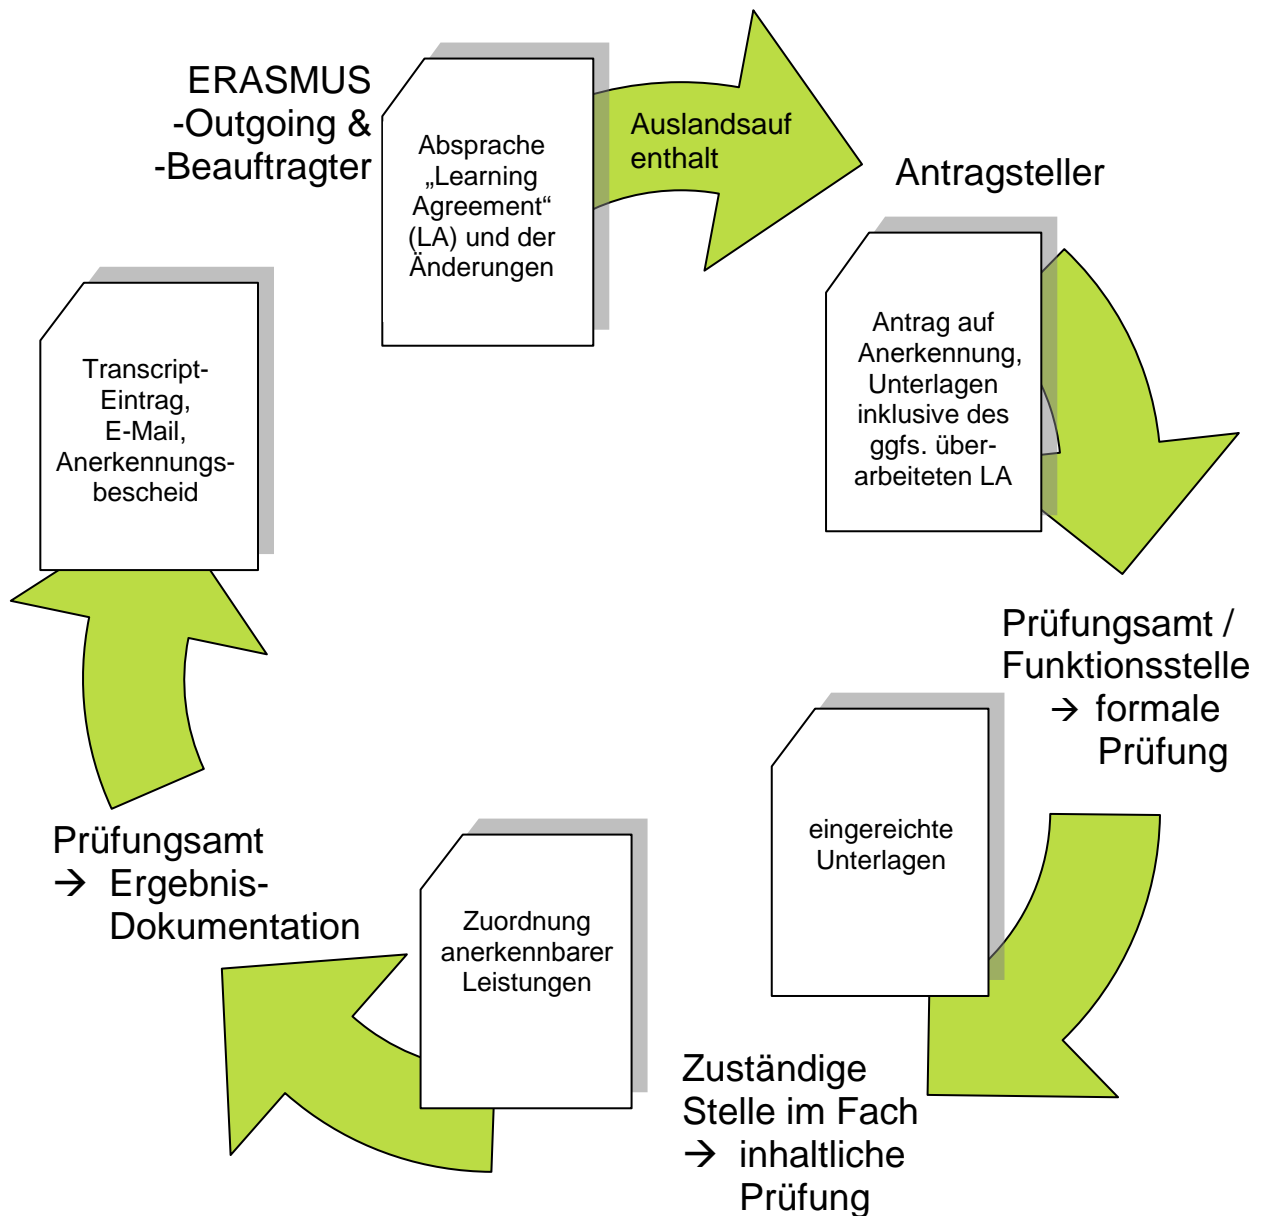 ERASMUS
-Outgoing &
-Beauftragter
Absprache
„Learning
Agreement“
(LA) und der
Änderungen
Auslandsauf
enthalt
Antragsteller
Antrag auf
Anerkennung,
Unterlagen
inklusive des
ggfs. über-
arbeiteten LA
Prüfungsamt /
Funktionsstelle
→ formale
Prüfung
eingereichte
Unterlagen
Zuständige
Stelle im Fach
→ inhaltliche
Prüfung
Zuordnung
anerkennbarer
Leistungen
Prüfungsamt
→ Ergebnis-
Dokumentation
Transcript-
Eintrag,
E-Mail,
Anerkennungs-
bescheid